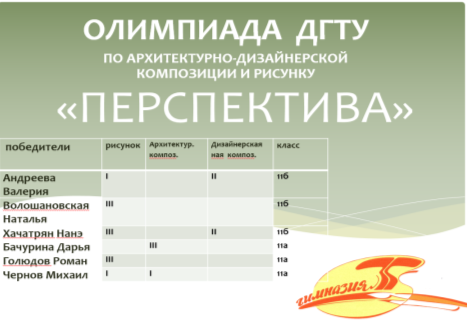 ОЛИМПИАДА ДГТУ
ПО АРХИТЕКТУРНО-ДИЗАЙНЕРСКОЙ
КОМПОЗИЦИИ И РИСУНКУ
«ПЕРСПЕКТИВА»
победители рисунок Архитектур. композ. Дизайнерская ная композ. класс
Андреева Валерия I II 11б
Волошановская Наталья III 11б
Хачатрян Нанэ III II 11б
Бачурина Дарья III 11а
Голюдов Роман III 11а
Чернов Михаил I I 11а
гимназия 35